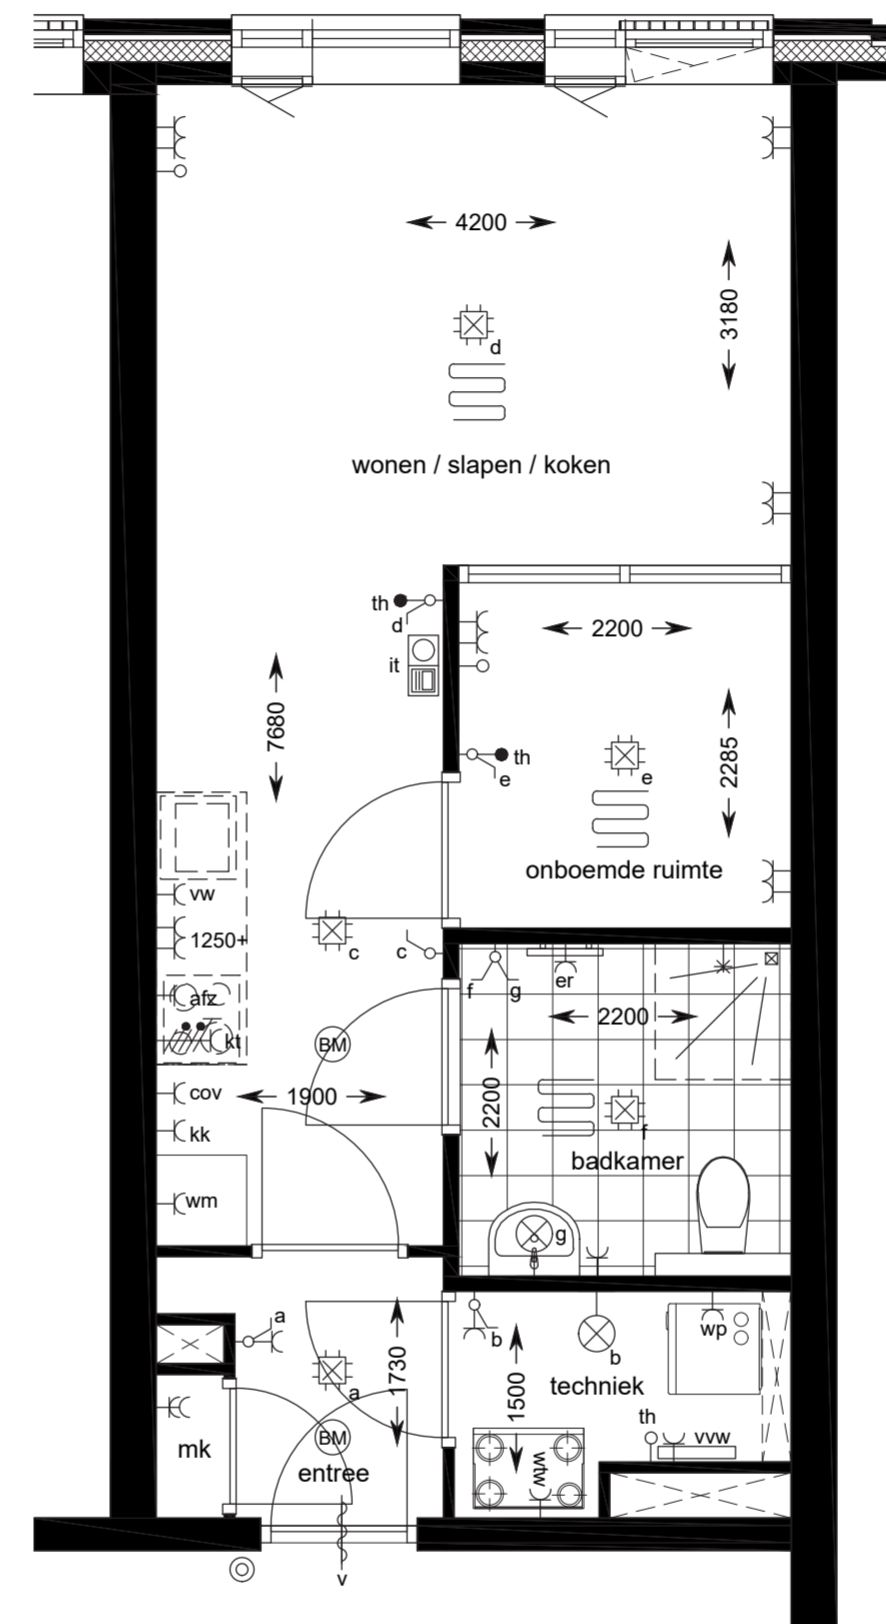 4200
3180
d
wonen / slapen / koken
th
d
2200
it
7680
th
e
e
2285
onboemde ruimte
vw
1250+
c
c
f
g
er
afz
2200
kt
BM
cov
1900
2200
f
kk
badkamer
wm
g
a
b
wp
b
a
1730
1500
techniek
th
mk
BM
vvw
entree
wtw
v